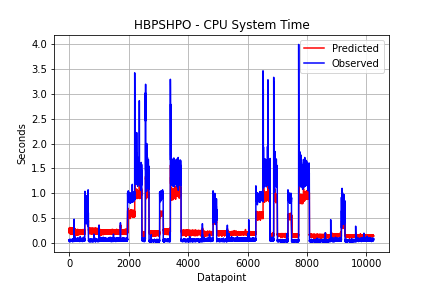 HBPSHPO - CPU System Time
4.0
3.5
3.0
2.5
2.0
1.5
1.0
0.5
0.0
Seconds
Predicted
Observed
0 2000 4000 6000 8000 10000
Datapoint